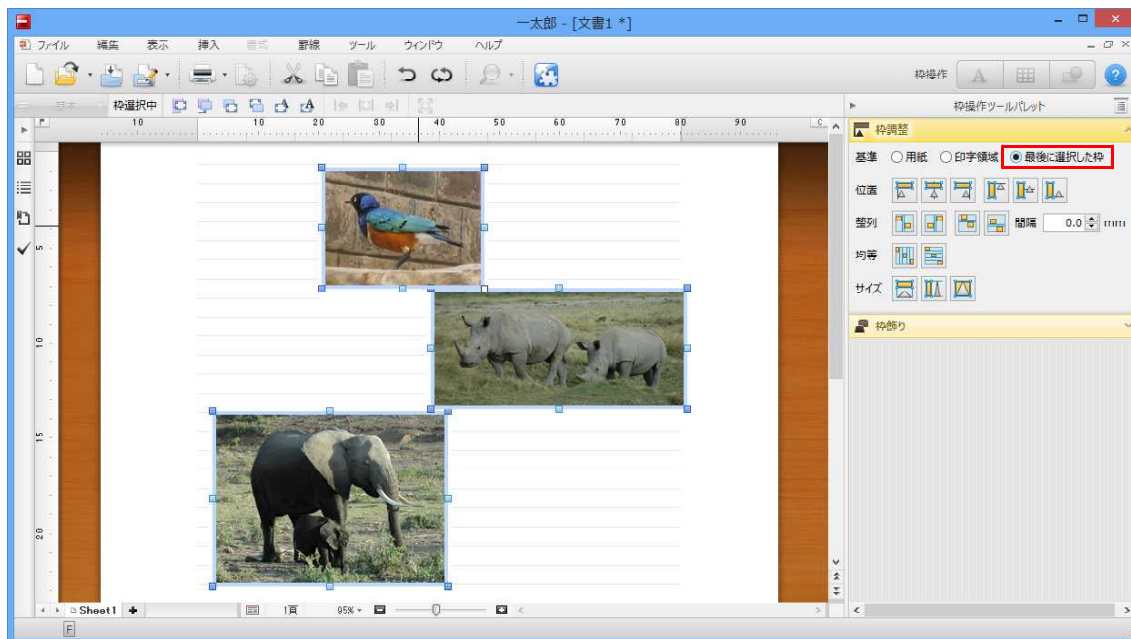 一太郎 - [文書1 *]
ファイル 編集 表示 挿入 書式 罫線 ツール ウィンドウ ヘルプ
枠操作 A ?
基本 枠選択中
枠操作ツールパレット
10 10 20 30 40 50 60 70 80 90 C
枠調整
基準 用紙 印字領域 最後に選択した枠
位置
整列 間隔 0.0 mm
均等
サイズ
枠飾り
5
10
15
20
Sheet1 1頁 95%
F